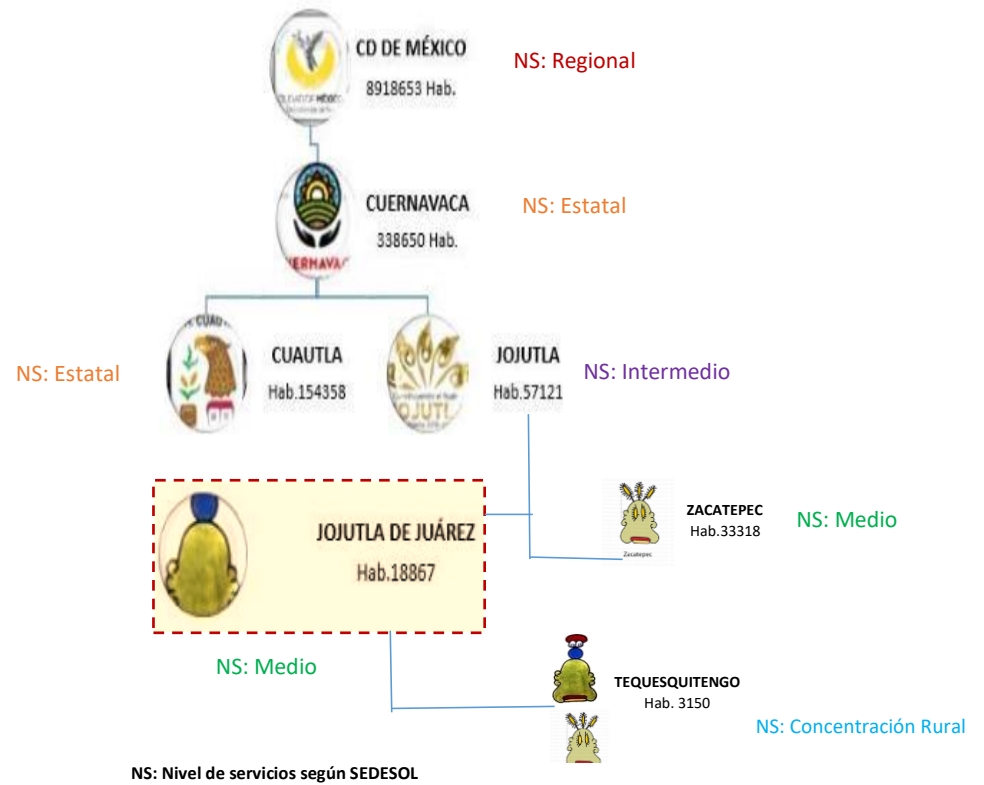 CD DE MÉXICO
8918653 Hab.
NS: Regional
CUERNAVACA
338650 Hab.
NS: Estatal
CUAUTLA
Hab.154358
NS: Estatal
JOJUTLA
Hab.57121
NS: Intermedio
JOJUTLA DE JUÁREZ
Hab.18867
NS: Medio
ZACATEPEC
Hab.33318
Zacatepec
NS: Medio
TEQUESQUITENGO
Hab. 3150
NS: Concentración Rural
NS: Nivel de servicios según SEDESOL